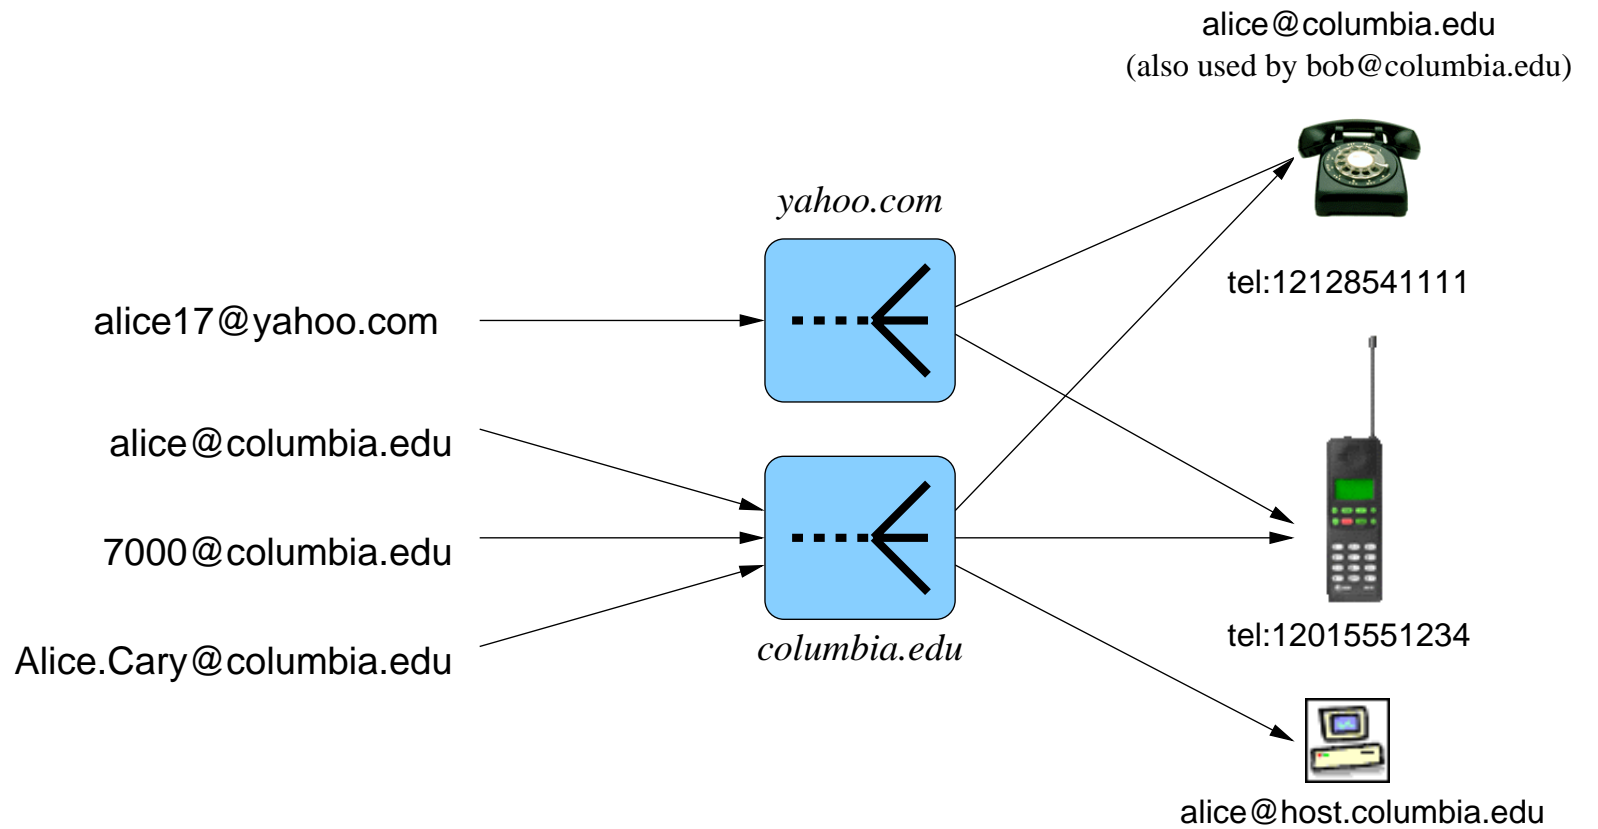 alice@columbia.edu
(also used by bob@columbia.edu)
yahoo.com
tel:12128541111
alice17@yahoo.com
alice@columbia.edu
7000@columbia.edu
Alice.Cary@columbia.edu
columbia.edu
tel:12015551234
alice@host.columbia.edu